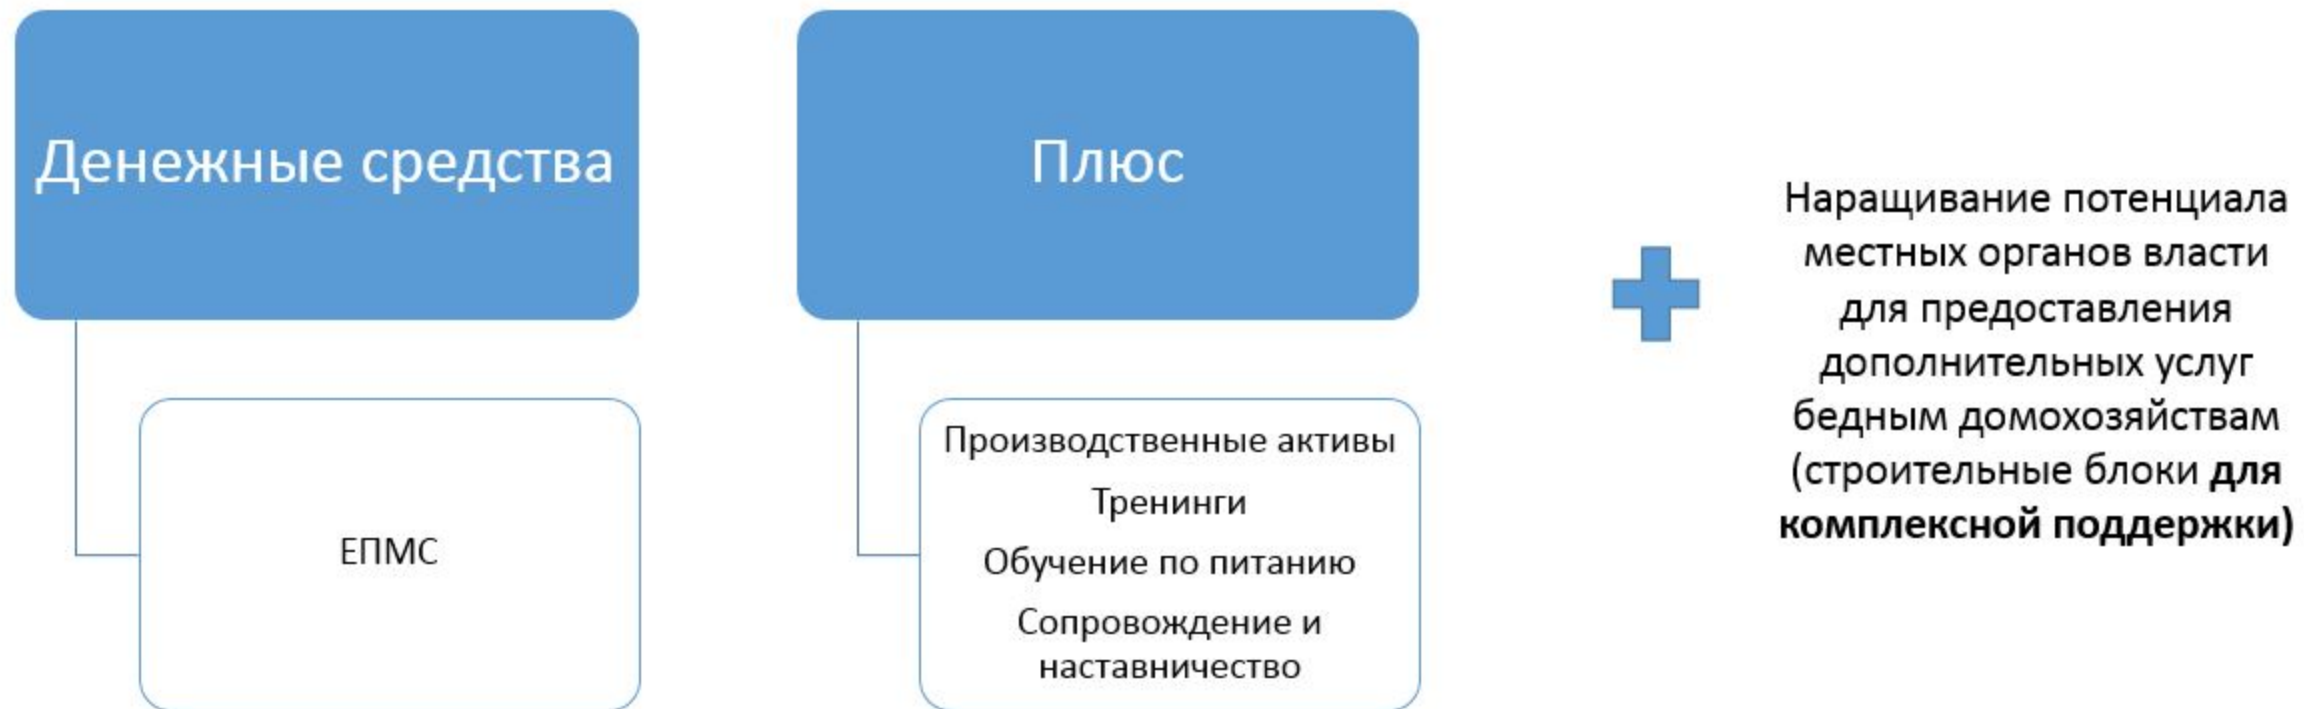 Денежные средства
ЕПМС
Плюс
Производственные активы
Тренинги
Обучение по питанию
Сопровождение и
наставничество
Наращивание потенциала
местных органов власти
для предоставления
дополнительных услуг
бедным домохозяйствам
(строительные блоки для
комплексной поддержки)